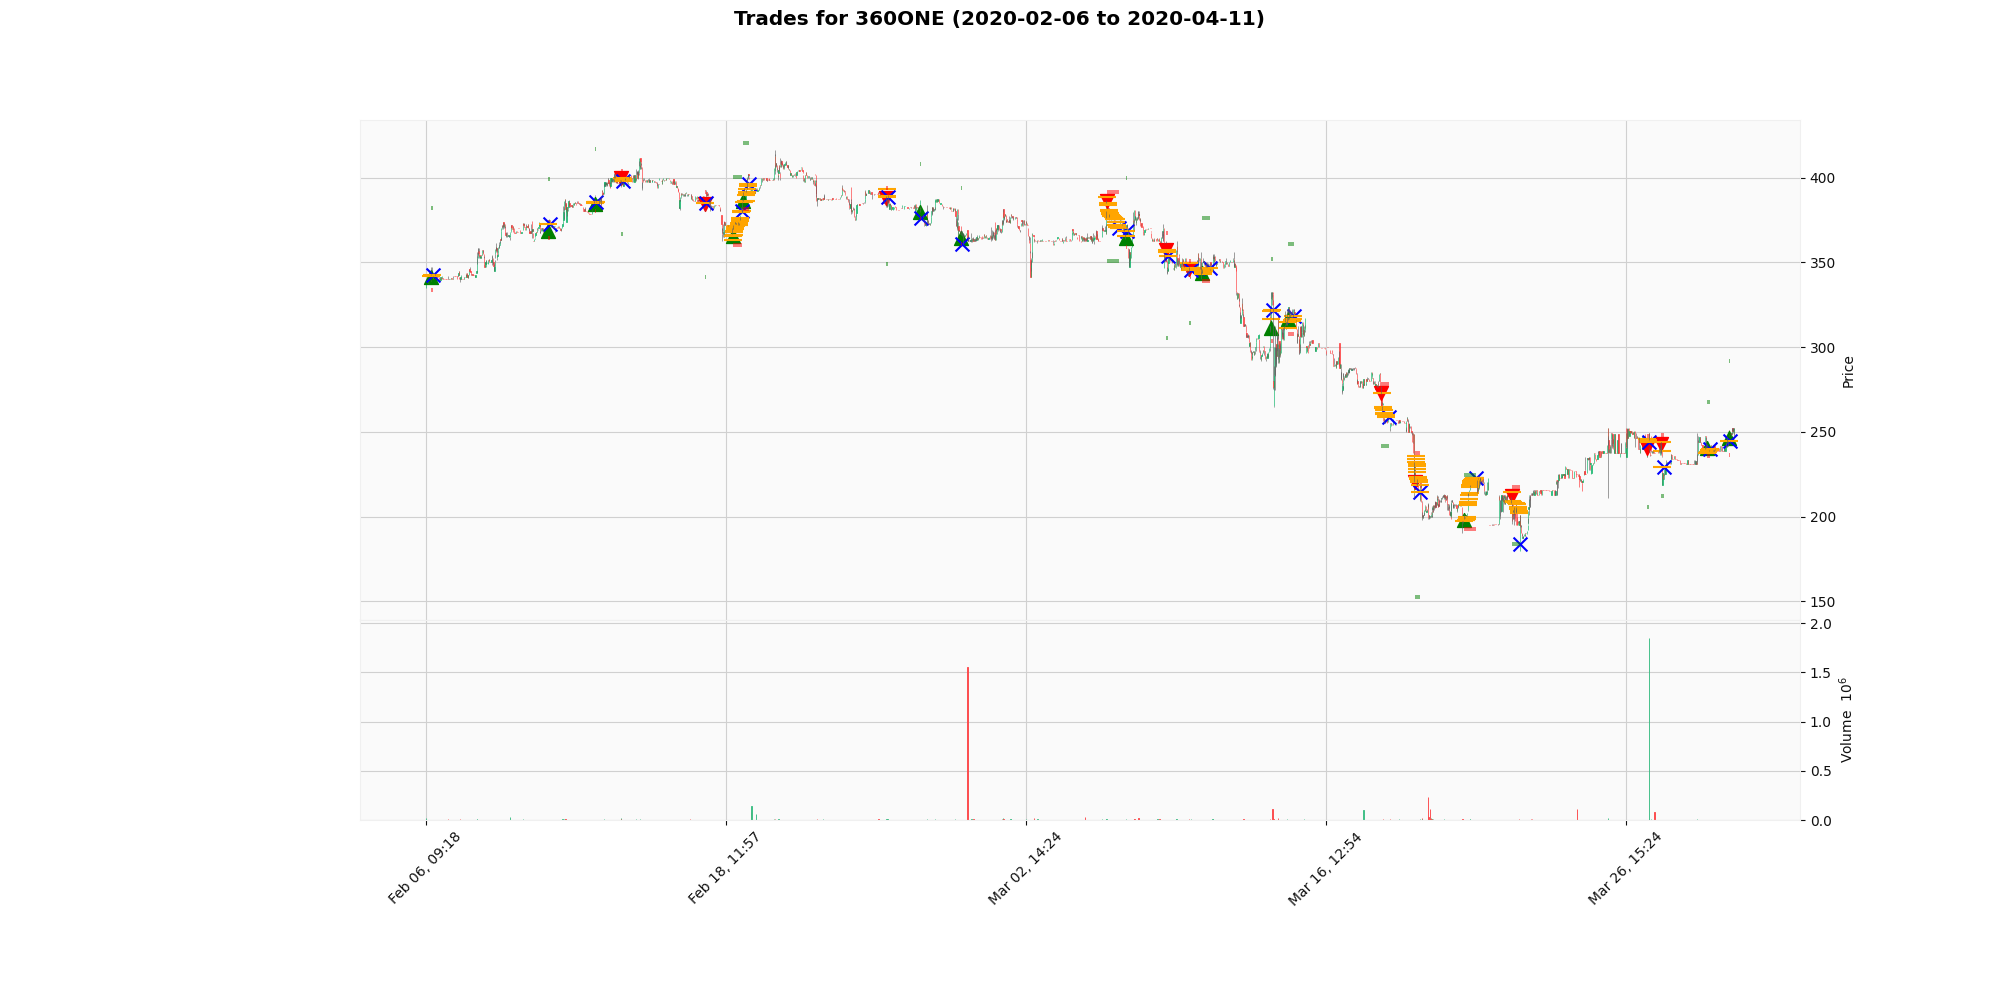 Trades for 360ONE (2020-02-06 to 2020-04-11)
400
350
300
250
200
150
Price
2.0
1.5
1.0
0.5
0.0
Volume 10⁶
Feb 06, 09:18
Feb 18, 11:57
Mar 02, 14:24
Mar 16, 12:54
Mar 26, 15:24